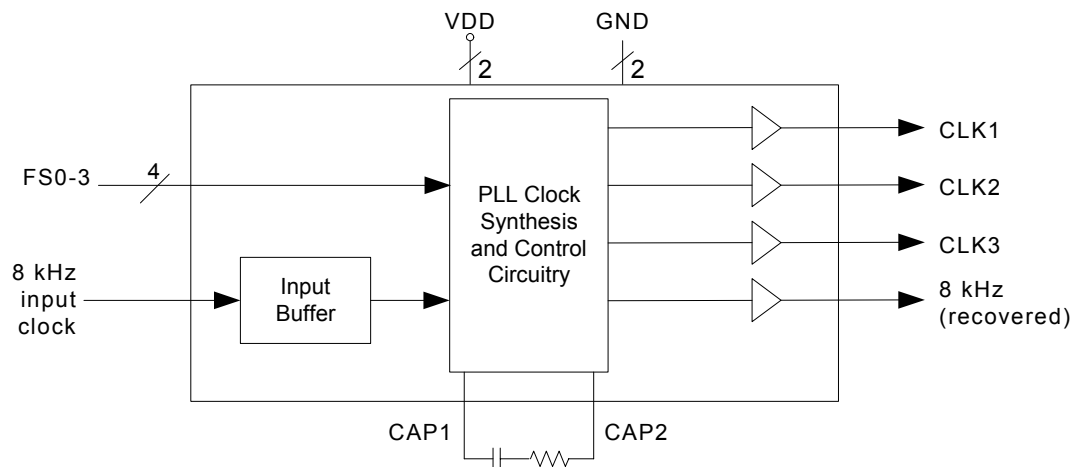 VDD
GND
2
2
FS0-3
4
PLL Clock
Synthesis
and Control
Circuitry
CLK1
CLK2
CLK3
8 kHz
input
clock
Input
Buffer
8 kHz
(recovered)
CAP1
CAP2